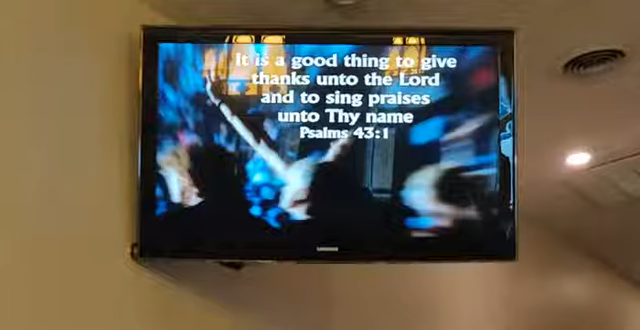 It is a good thing to give
thanks unto the Lord
and to sing praises
unto Thy name
Psalms 43:1